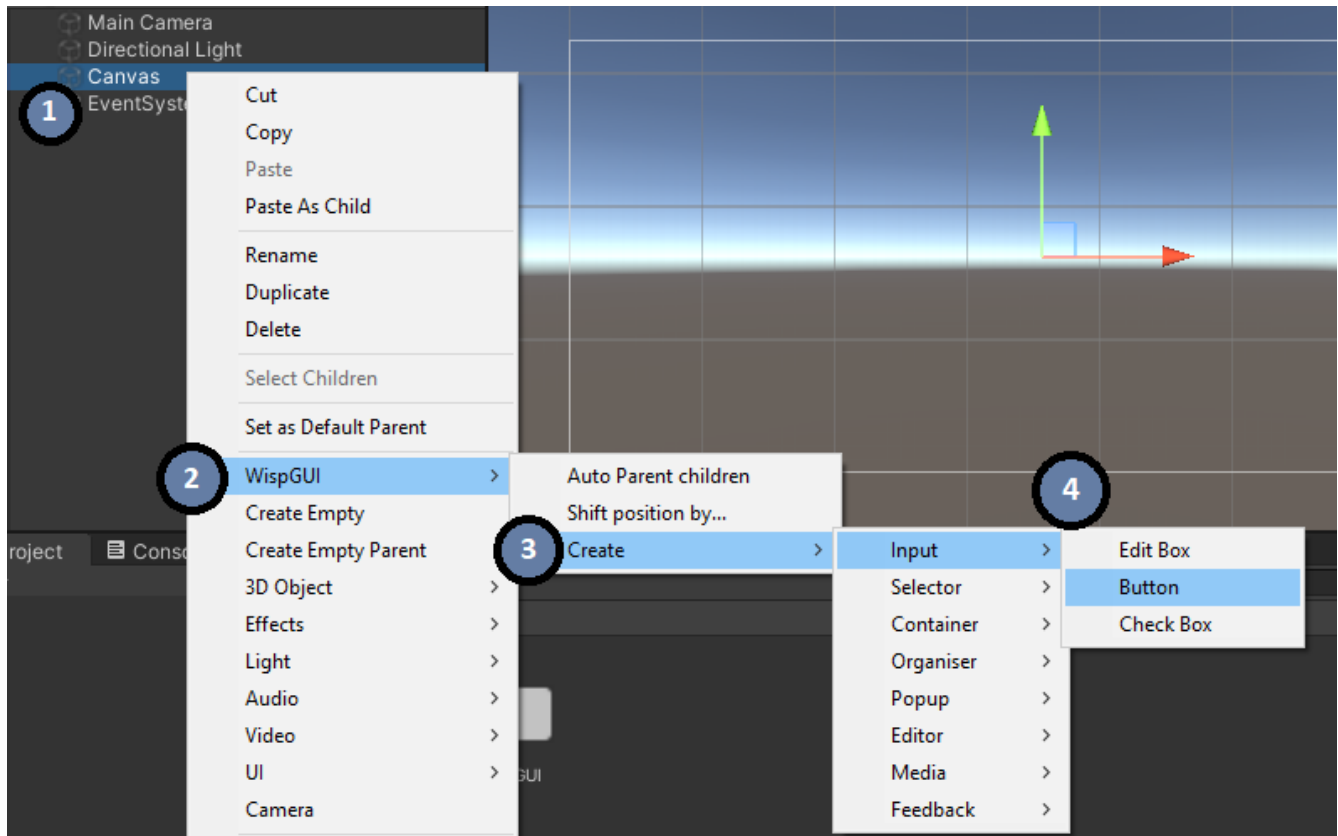 Main Camera
Directional Light
Canvas
1
EventSyste
Cut
Copy
Paste
Paste As Child
Rename
Duplicate
Delete
Select Children
Set as Default Parent
2
WispGUI
Create Empty
Create Empty Parent
3D Object
Effects
Light
Audio
Video
UI
Camera
Auto Parent children
Shift position by...
3
Create
4
Input
Selector
Container
Organiser
Popup
Editor
Media
Feedback
Edit Box
Button
Check Box
roject
Conso
GUI